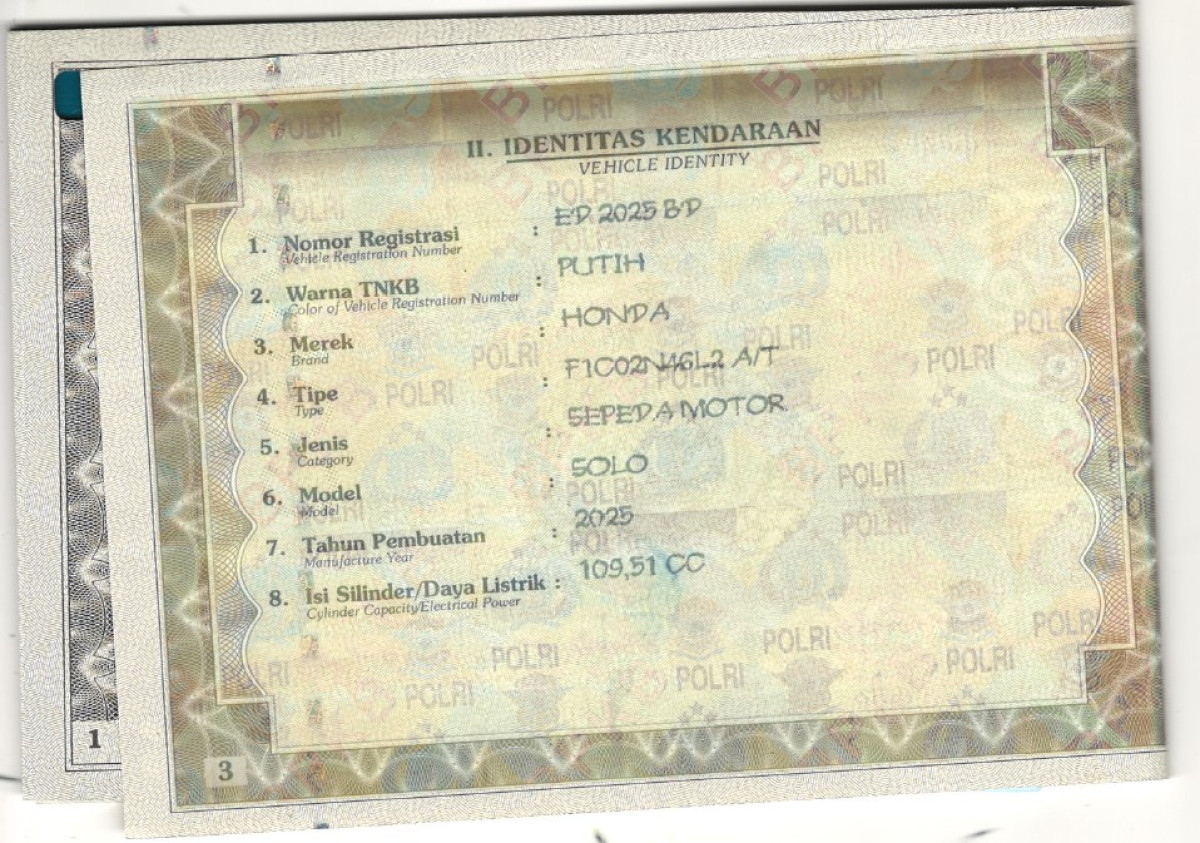 II. IDENTITAS KENDARAAN
VEHICLE IDENTITY
1. Nomor Registrasi : ED 2025 BD
Vehicle Registration Number
2. Warna TNKB : PUTIH
Color of Vehicle Registration Number
3. Merek : HONDA
Brand
4. Tipe : F1C02N46L2 A/T
Type
5. Jenis : SEPEDA MOTOR
Category
6. Model : SOLO
Model
7. Tahun Pembuatan : 2025
Manufacture Year
8. Isi Silinder/Daya Listrik : 109,51 CC
Cylinder Capacity/Electrical Power
POLRI
1
3